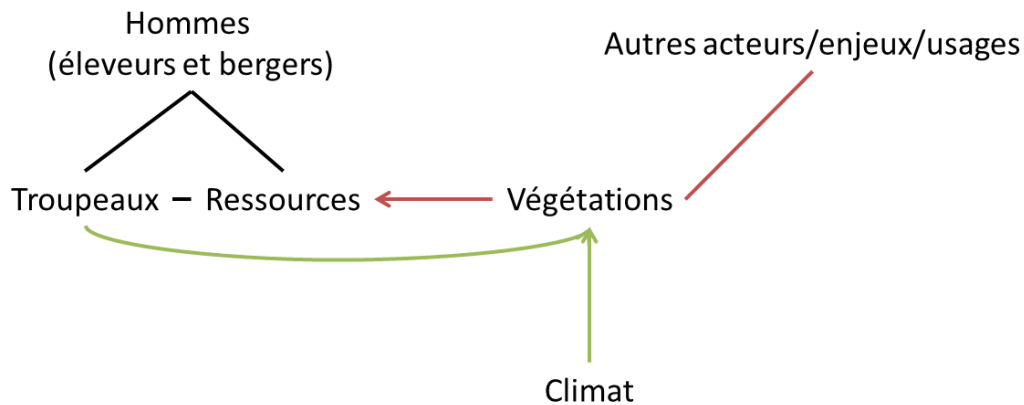 Hommes
(éleveurs et bergers)
Autres acteurs/enjeux/usages
Troupeaux – Ressources
Végétations
Climat